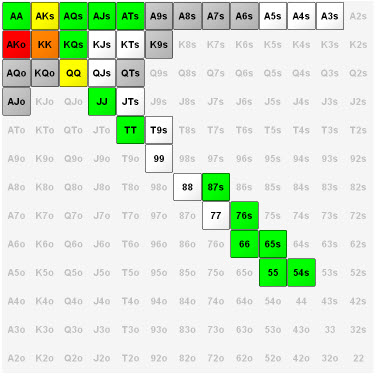 AA AKs AQs AJs ATs A9s A8s A7s A6s A5s A4s A3s A2s
AKo KK KQs KJs KTs K9s K8s K7s K6s K5s K4s K3s K2s
AQo KQo QQ QJs QTs Q9s Q8s Q7s Q6s Q5s Q4s Q3s Q2s
AJo KJo QJo JJ JTs J9s J8s J7s J6s J5s J4s J3s J2s
ATo KTo QTo JTo TT T9s T8s T7s T6s T5s T4s T3s T2s
A9o K9o Q9o J9o T9o 99 98s 97s 96s 95s 94s 93s 92s
A8o K8o Q8o J8o T8o 98o 88 87s 86s 85s 84s 83s 82s
A7o K7o Q7o J7o T7o 97o 87o 77 76s 75s 74s 73s 72s
A6o K6o Q6o J6o T6o 96o 86o 76o 66 65s 64s 63s 62s
A5o K5o Q5o J5o T5o 95o 85o 75o 65o 55 54s 53s 52s
A4o K4o Q4o J4o T4o 94o 84o 74o 64o 54o 44 43s 42s
A3o K3o Q3o J3o T3o 93o 83o 73o 63o 53o 43o 33 32s
A2o K2o Q2o J2o T2o 92o 82o 72o 62o 52o 42o 32o 22